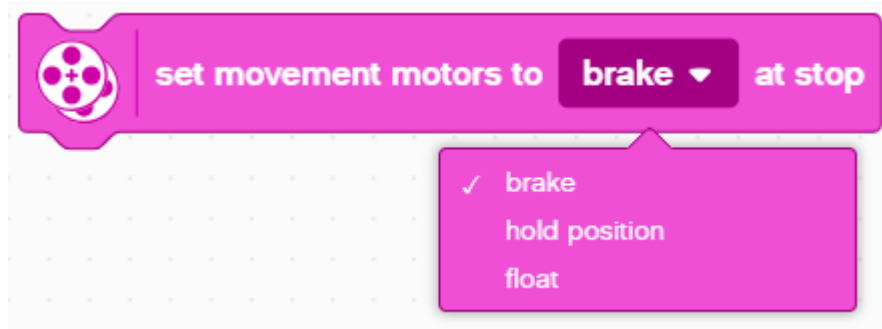 set movement motors to brake at stop
brake
hold position
float